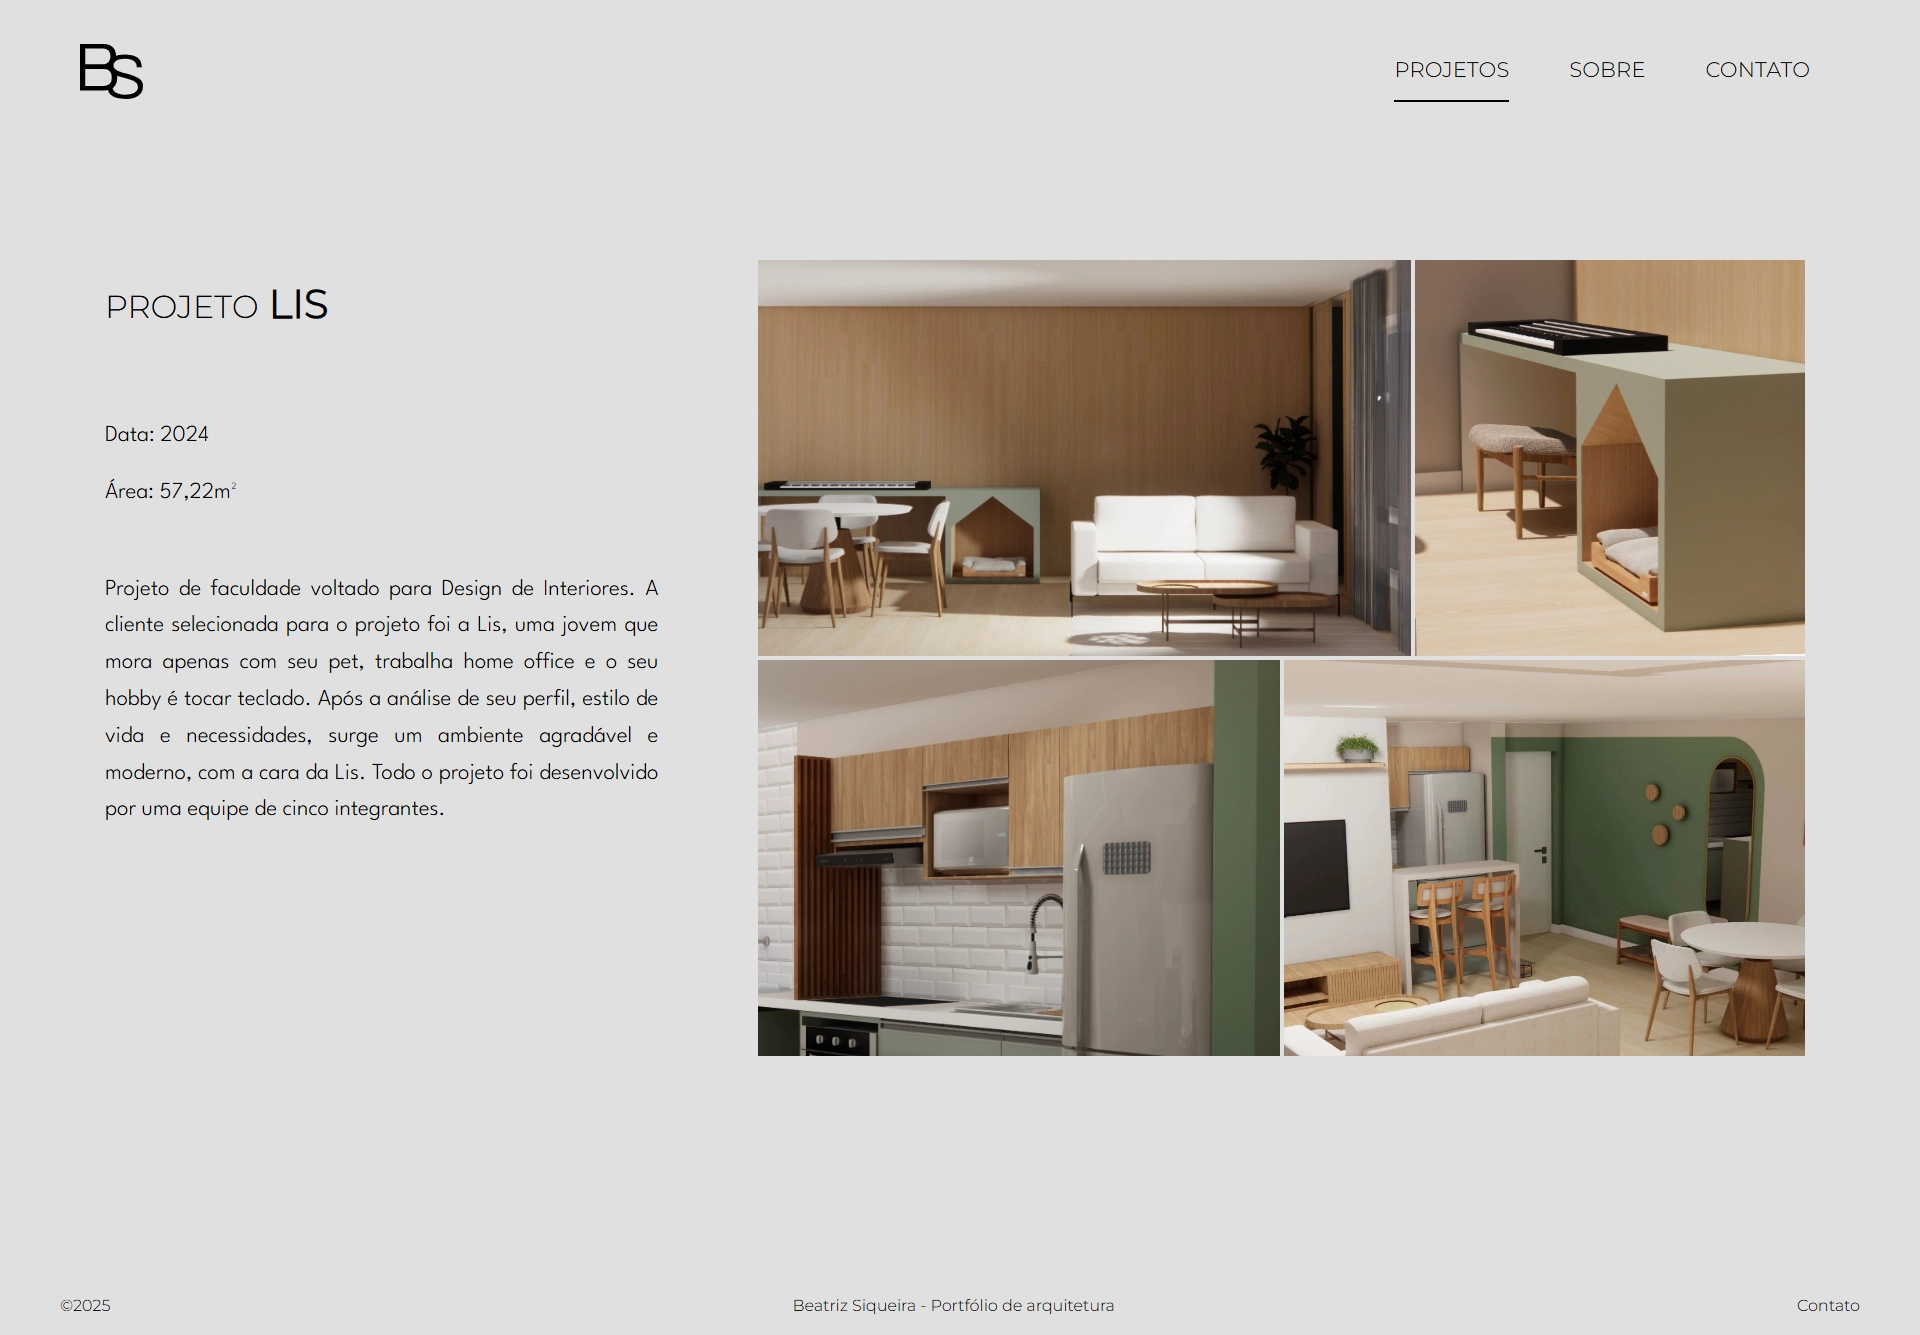 BS
PROJETOS SOBRE CONTATO
PROJETO LIS
Data: 2024
Área: 57,22m²
Projeto de faculdade voltado para Design de Interiores. A
cliente selecionada para o projeto foi a Lis, uma jovem que
mora apenas com seu pet, trabalha home office e o seu
hobby é tocar teclado. Após a análise de seu perfil, estilo de
vida e necessidades, surge um ambiente agradável e
moderno, com a cara da Lis. Todo o projeto foi desenvolvido
por uma equipe de cinco integrantes.
©2025
Beatriz Siqueira - Portfólio de arquitetura
Contato